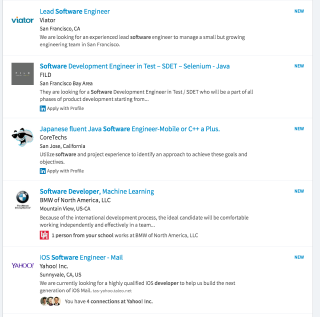 Lead Software Engineer
NEW
viator
Viator
San Francisco, CA
We are looking for an experienced lead software engineer to manage a small but growing
engineering team in San Francisco.
Software Development Engineer in Test – SDET – Selenium - Java
NEW
FILD
FILD
San Francisco Bay Area
They are looking for a Software Development Engineer in Test / SDET who will be a part of all
phases of product development starting from...
in Apply with Profile
Japanese fluent Java Software Engineer-Mobile or C++ a Plus.
NEW
CoreTechs
San Jose, California
Utilize software and project experience to identify an approach to achieve these goals and
objectives.
in Apply with Profile
Software Developer, Machine Learning
NEW
BMW of North America, LLC
Mountain View, US-CA
Because of the international development process, the ideal candidate will be comfortable
working independently and effectively in a team...
1 person from your school works at BMW of North America, LLC
iOS Software Engineer - Mail
NEW
YAHOO!
Yahoo! Inc.
Sunnyvale, CA, US
We are currently looking for a highly qualified iOS developer to help us build the next
generation of iOS Mail.
You have 4 connections at Yahoo! Inc.